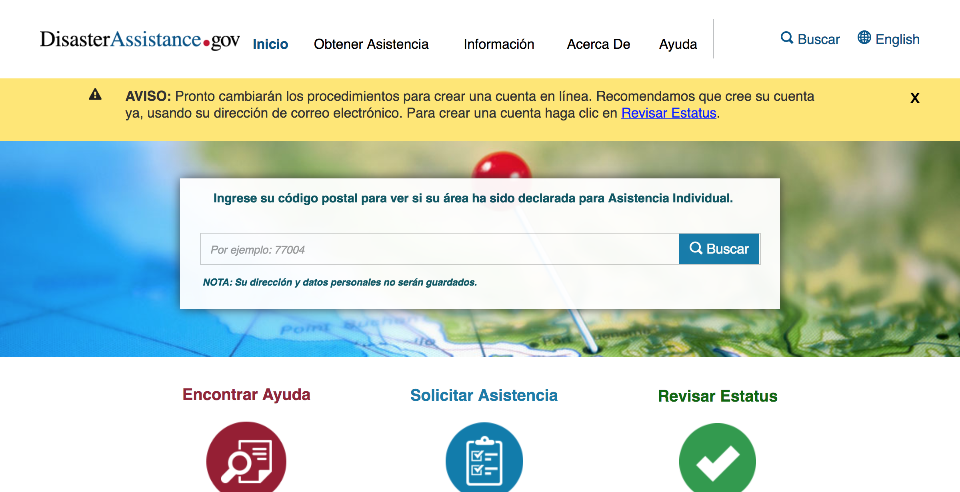 DisasterAssistance.gov Inicio Obtener Asistencia Información Acerca De Ayuda Buscar English
AVISO: Pronto cambiarán los procedimientos para crear una cuenta en línea. Recomendamos que cree su cuenta X
ya, usando su dirección de correo electrónico. Para crear una cuenta haga clic en Revisar Estatus.
Ingrese su código postal para ver si su área ha sido declarada para Asistencia Individual.
Por ejemplo: 77004 Buscar
NOTA: Su dirección y datos personales no serán guardados.
Encontrar Ayuda Solicitar Asistencia Revisar Estatus